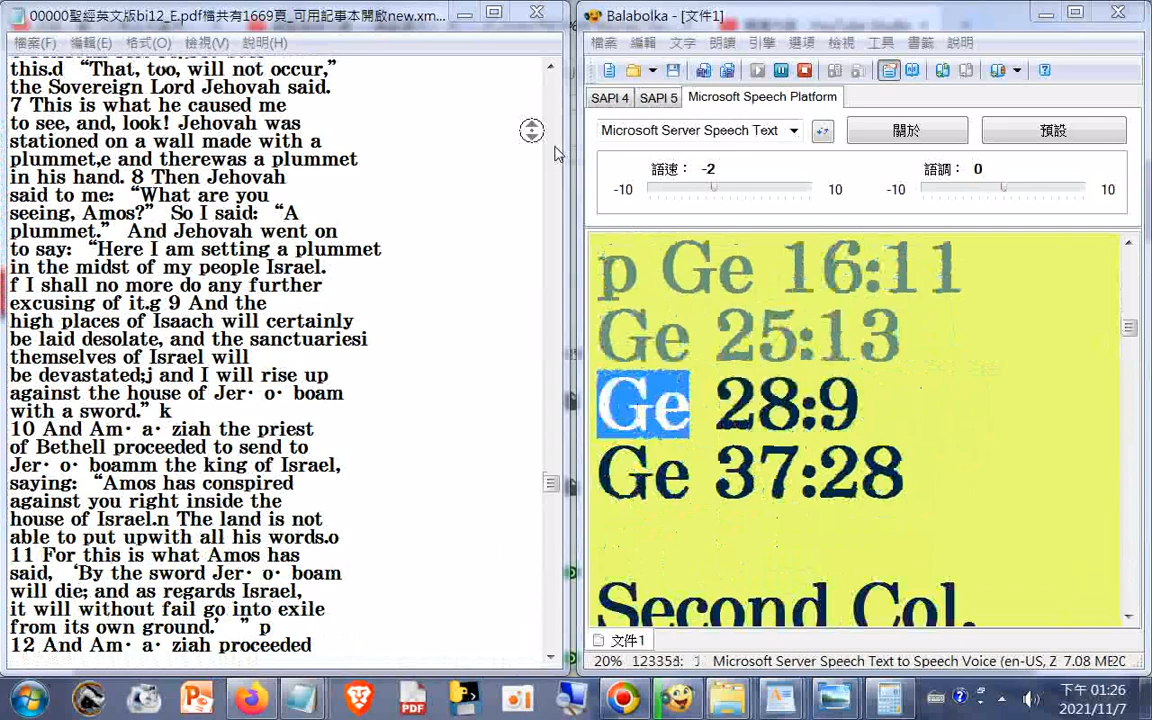 00000聖經英文版bi12_E.pdf檔共有1669頁_可用記事本開啟new.xm...
檔案(F) 編輯(E) 格式(O) 檢視(V) 說明(H)
this.d “That, too, will not occur,”
the Sovereign Lord Jehovah said.
7 This is what he caused me
to see, and, look! Jehovah was
stationed on a wall made with a
plummet,e and therewas a plummet
in his hand. 8 Then Jehovah
said to me: “What are you
seeing, Amos?” So I said: “A
plummet.” And Jehovah went on
to say: “Here I am setting a plummet
in the midst of my people Israel.
f I shall no more do any further
excusing of it.g 9 And the
high places of Isaach will certainly
be laid desolate, and the sanctuariesi
themselves of Israel will
be devastated;j and I will rise up
against the house of Jer·o·boam
with a sword.” k
10 And Am·a·ziah the priest
of Bethell proceeded to send to
Jer·o·boamm the king of Israel,
saying: “Amos has conspired
against you right inside the
house of Israel.n The land is not
able to put upwith all his words.o
11 For this is what Amos has
said, ‘By the sword Jer·o·boam
will die; and as regards Israel,
it will without fail go into exile
from its own ground.’ ” p
12 And Am·a·ziah proceeded
Balabolka - [文件1]
檔案 編輯 文字 朗讀 引擎 選項 檢視 工具 書籤 說明
SAPI 4 SAPI 5 Microsoft Speech Platform
Microsoft Server Speech Text 關於 預設
語速: -2 語調: 0
-10 10 -10 10
p Ge 16:11
Ge 25:13
Ge 28:9
Ge 37:28
Second Col.
文件1
20% Microsoft Server Speech Text to Speech Voice (en-US, Z 7.08 ME
PDF
下午 01:26
2021/11/7